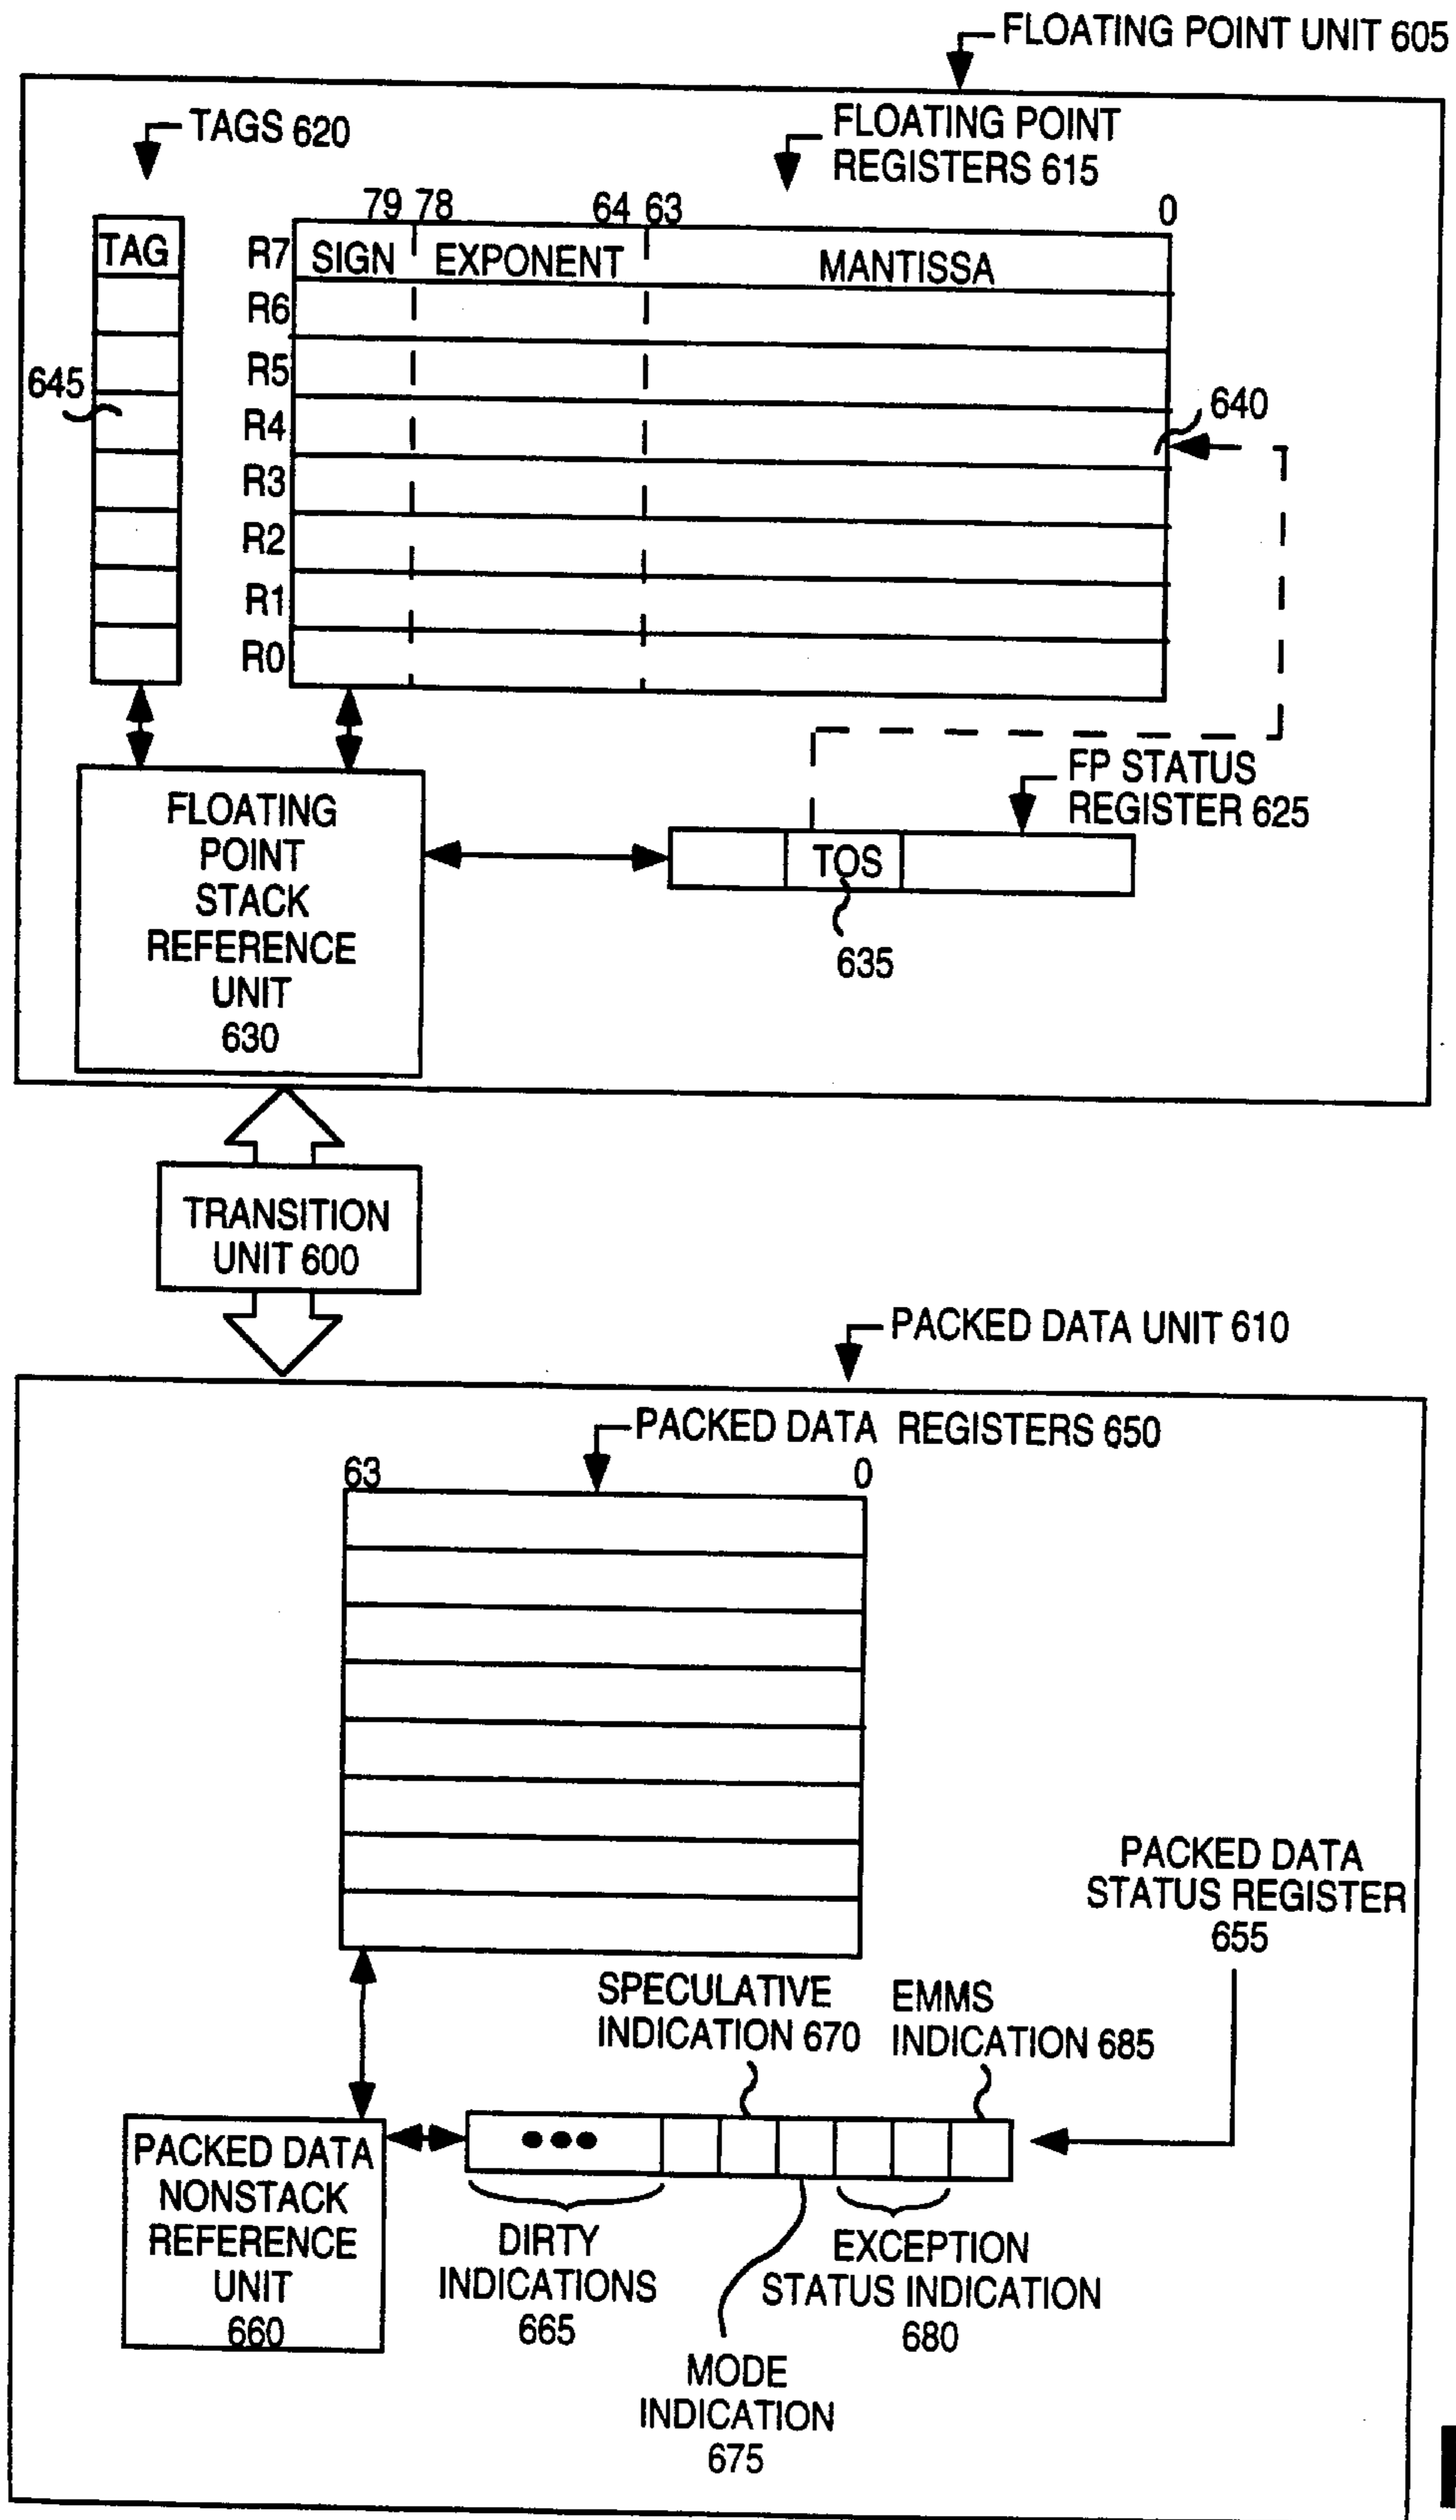 FLOATING POINT UNIT 605
TAGS 620
FLOATING POINT
REGISTERS 615
79 78 64 63 0
TAG
R7 SIGN EXPONENT MANTISSA
R6
R5
645
R4
640
R3
R2
R1
R0
FLOATING
POINT
STACK
REFERENCE
UNIT
630
FP STATUS
REGISTER 625
TOS
635
TRANSITION
UNIT 600
PACKED DATA UNIT 610
PACKED DATA REGISTERS 650
63 0
PACKED DATA
STATUS REGISTER
655
SPECULATIVE
INDICATION 670
EMMS
INDICATION 685
PACKED DATA
NONSTACK
REFERENCE
UNIT
660
DIRTY
INDICATIONS
665
EXCEPTION
STATUS INDICATION
680
MODE
INDICATION
675